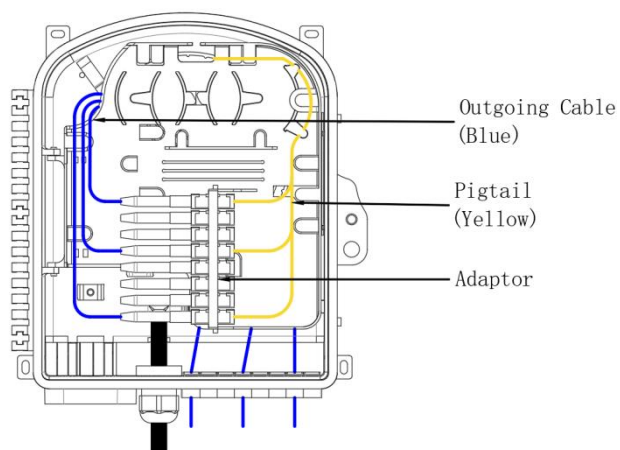 Outgoing Cable
(Blue)
Pigtail
(Yellow)
Adaptor